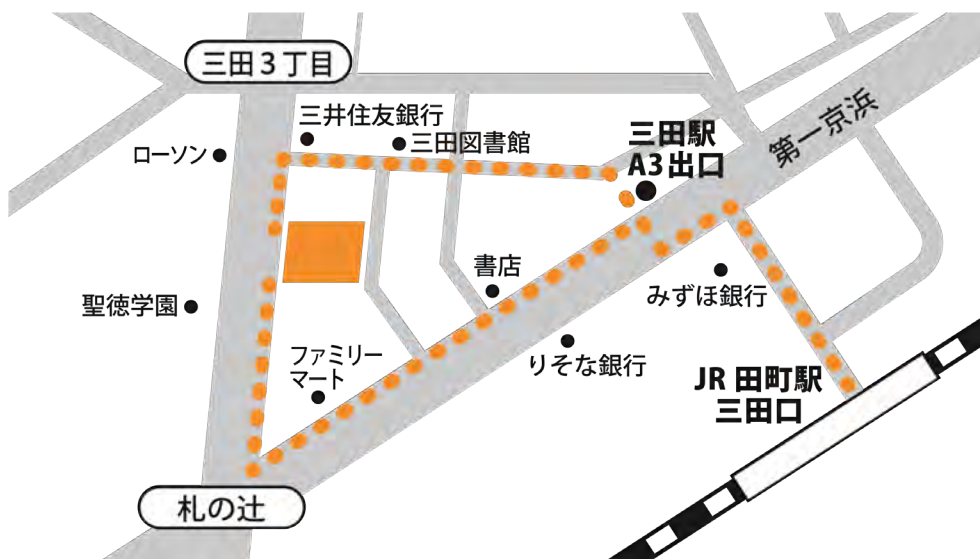 三田3丁目
三井住友銀行
三田図書館
ローソン
三田駅
A3出口
第一京浜
書店
みずほ銀行
聖徳学園
ファミリー
マート
りそな銀行
JR 田町駅
三田口
札の辻